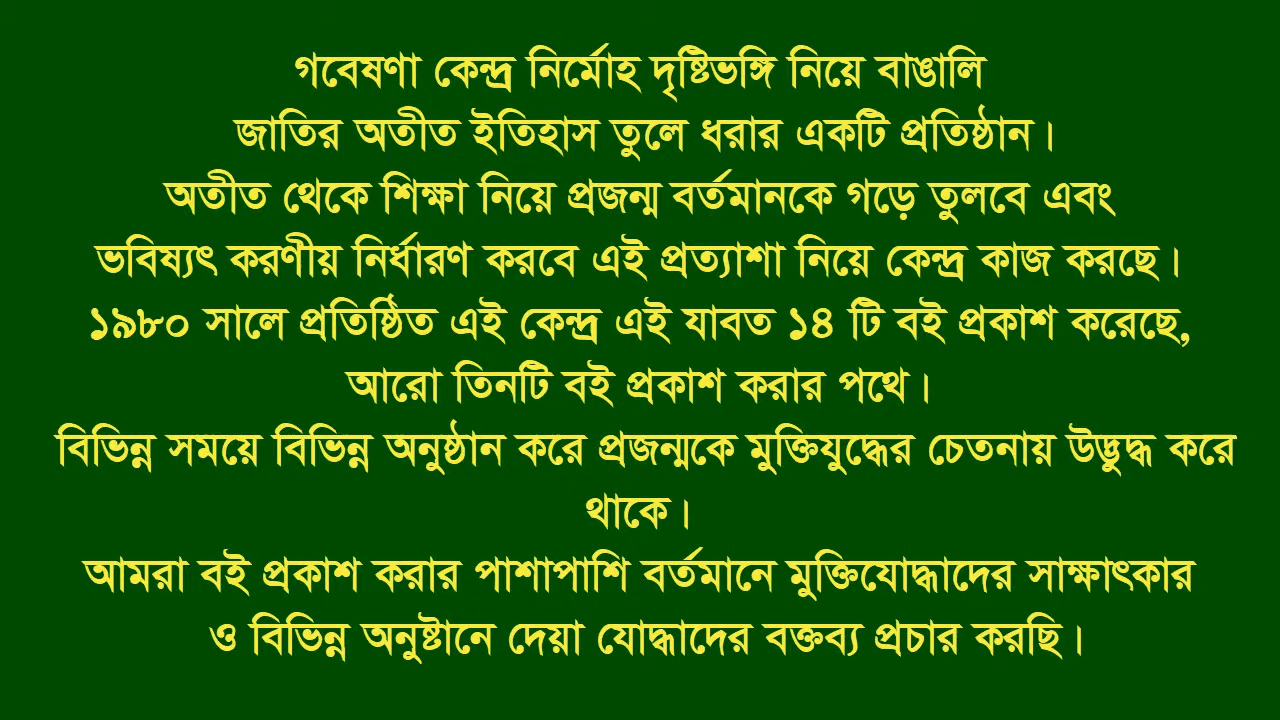 গবেষণা কেন্দ্র নির্মোহ দৃষ্টিভঙ্গি নিয়ে বাঙালি
জাতির অতীত ইতিহাস তুলে ধরার একটি প্রতিষ্ঠান।
অতীত থেকে শিক্ষা নিয়ে প্রজন্ম বর্তমানকে গড়ে তুলবে এবং
ভবিষ্যৎ করণীয় নির্ধারণ করবে এই প্রত্যাশা নিয়ে কেন্দ্র কাজ করছে।
১৯৮০ সালে প্রতিষ্ঠিত এই কেন্দ্র এই যাবত ১৪ টি বই প্রকাশ করেছে,
আরো তিনটি বই প্রকাশ করার পথে।
বিভিন্ন সময়ে বিভিন্ন অনুষ্ঠান করে প্রজন্মকে মুক্তিযুদ্ধের চেতনায় উদ্ভুদ্ধ করে
থাকে।
আমরা বই প্রকাশ করার পাশাপাশি বর্তমানে মুক্তিযোদ্ধাদের সাক্ষাৎকার
ও বিভিন্ন অনুষ্টানে দেয়া যোদ্ধাদের বক্তব্য প্রচার করছি।